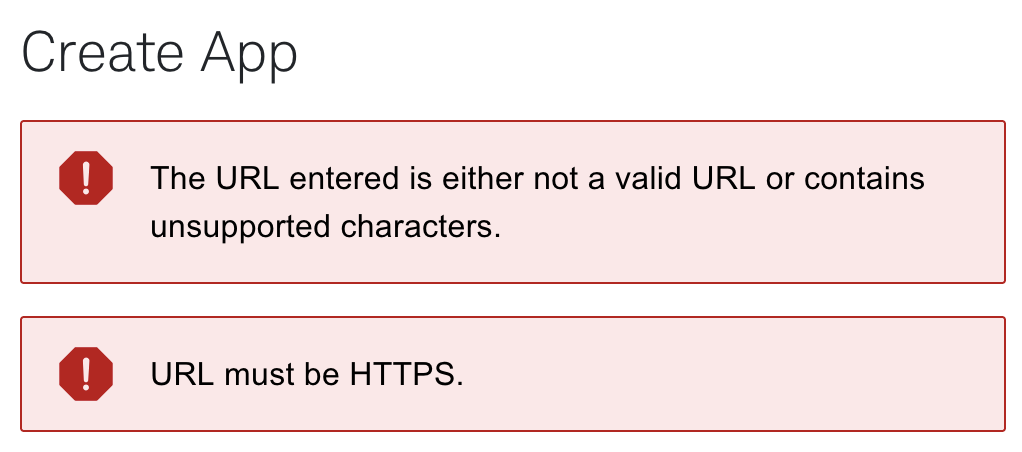 Create App
The URL entered is either not a valid URL or contains
unsupported characters.
URL must be HTTPS.